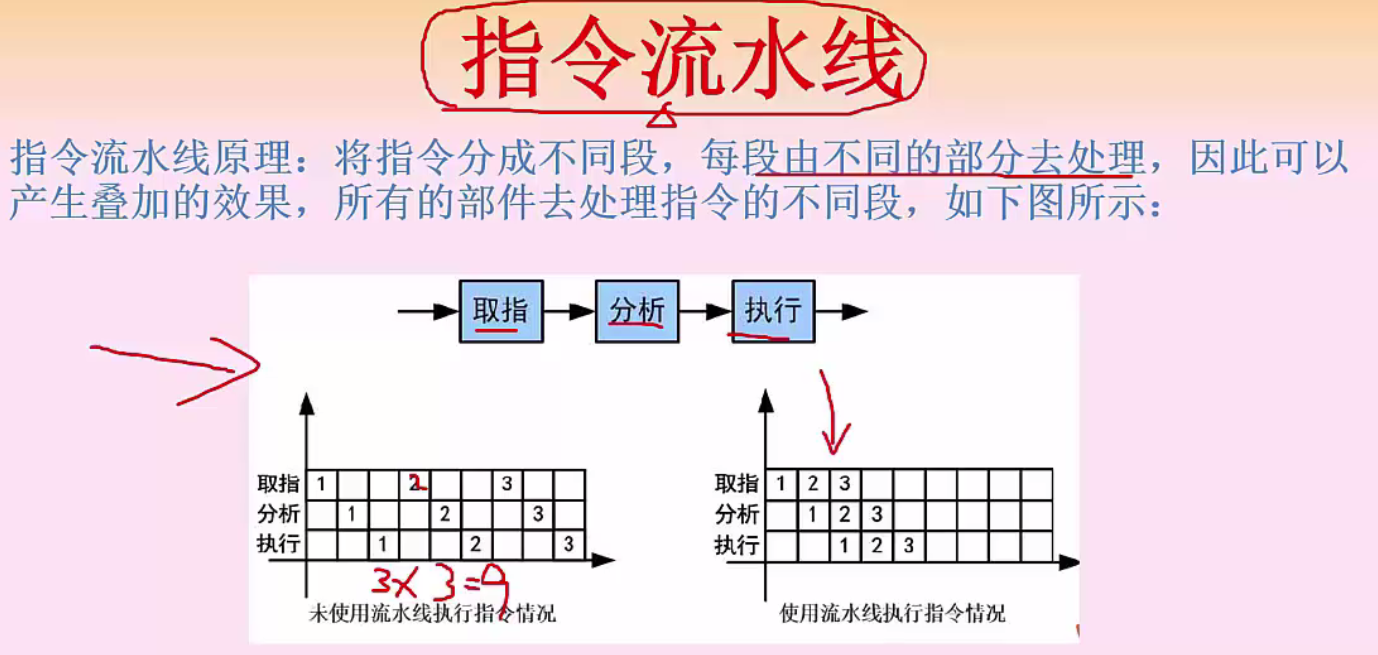 指令流水线
指令流水线原理：将指令分成不同段，每段由不同的部分去处理，因此可以
产生叠加的效果，所有的部件去处理指令的不同段，如下图所示：
取指 分析 执行
取指 1 2 3
分析 1 2 3
执行 1 2 3
3×3=9
未使用流水线执行指令情况
取指 1 2 3
分析 1 2 3
执行 1 2 3
使用流水线执行指令情况